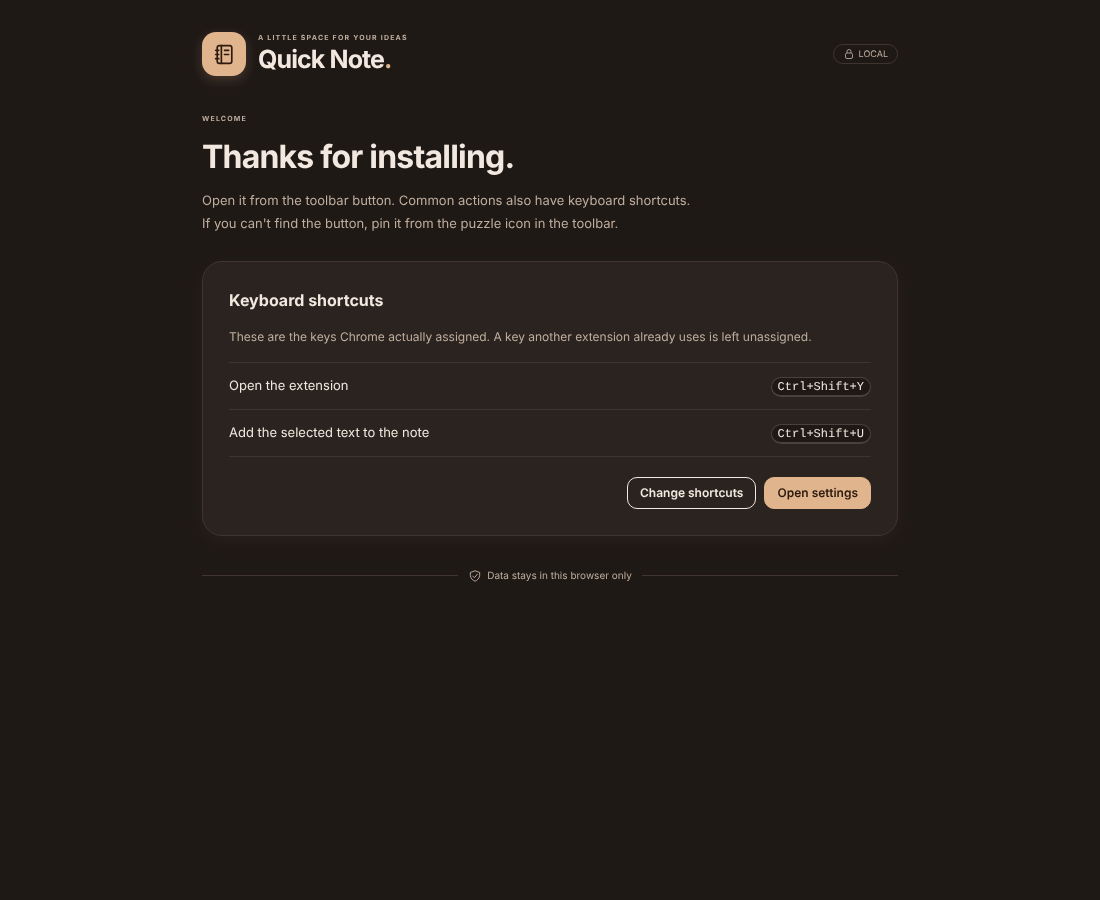 A LITTLE SPACE FOR YOUR IDEAS
Quick Note.
LOCAL
WELCOME
Thanks for installing.
Open it from the toolbar button. Common actions also have keyboard shortcuts.
If you can't find the button, pin it from the puzzle icon in the toolbar.
Keyboard shortcuts
These are the keys Chrome actually assigned. A key another extension already uses is left unassigned.
Open the extension
Ctrl+Shift+Y
Add the selected text to the note
Ctrl+Shift+U
Change shortcuts
Open settings
Data stays in this browser only